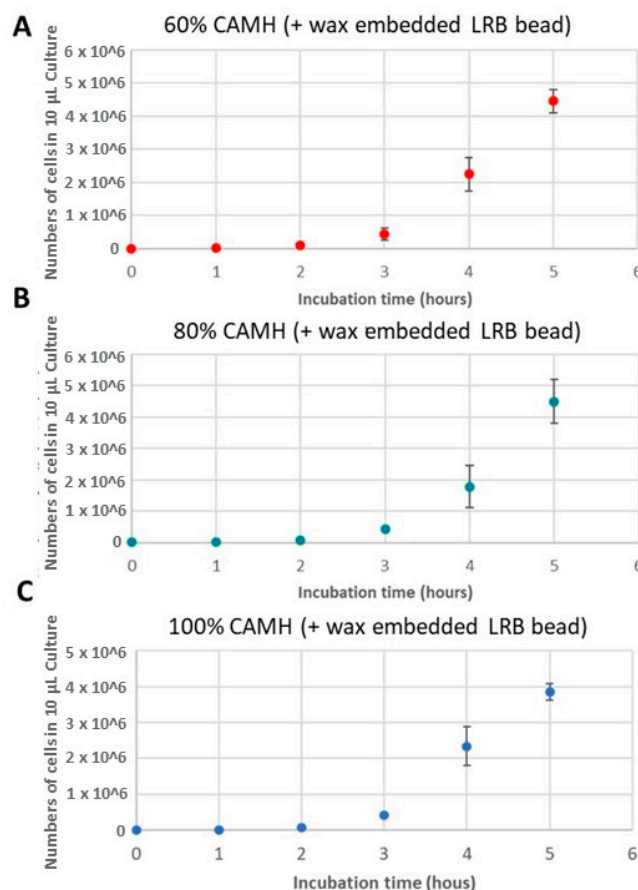 A
60% CAMH (+ wax embedded LRB bead)
Numbers of cells in 10 µL Culture
6 x 10^6
5 x 10^6
4 x 10^6
3 x 10^6
2 x 10^6
1 x 10^6
0
0 1 2 3 4 5 6
Incubation time (hours)
B
80% CAMH (+ wax embedded LRB bead)
Numbers of cells in 10 µL Culture
6 x 10^6
5 x 10^6
4 x 10^6
3 x 10^6
2 x 10^6
1 x 10^6
0
0 1 2 3 4 5 6
Incubation time (hours)
C
100% CAMH (+ wax embedded LRB bead)
Numbers of cells in 10 µL Culture
5 x 10^6
4 x 10^6
3 x 10^6
2 x 10^6
1 x 10^6
0
0 1 2 3 4 5 6
Incubation time (hours)